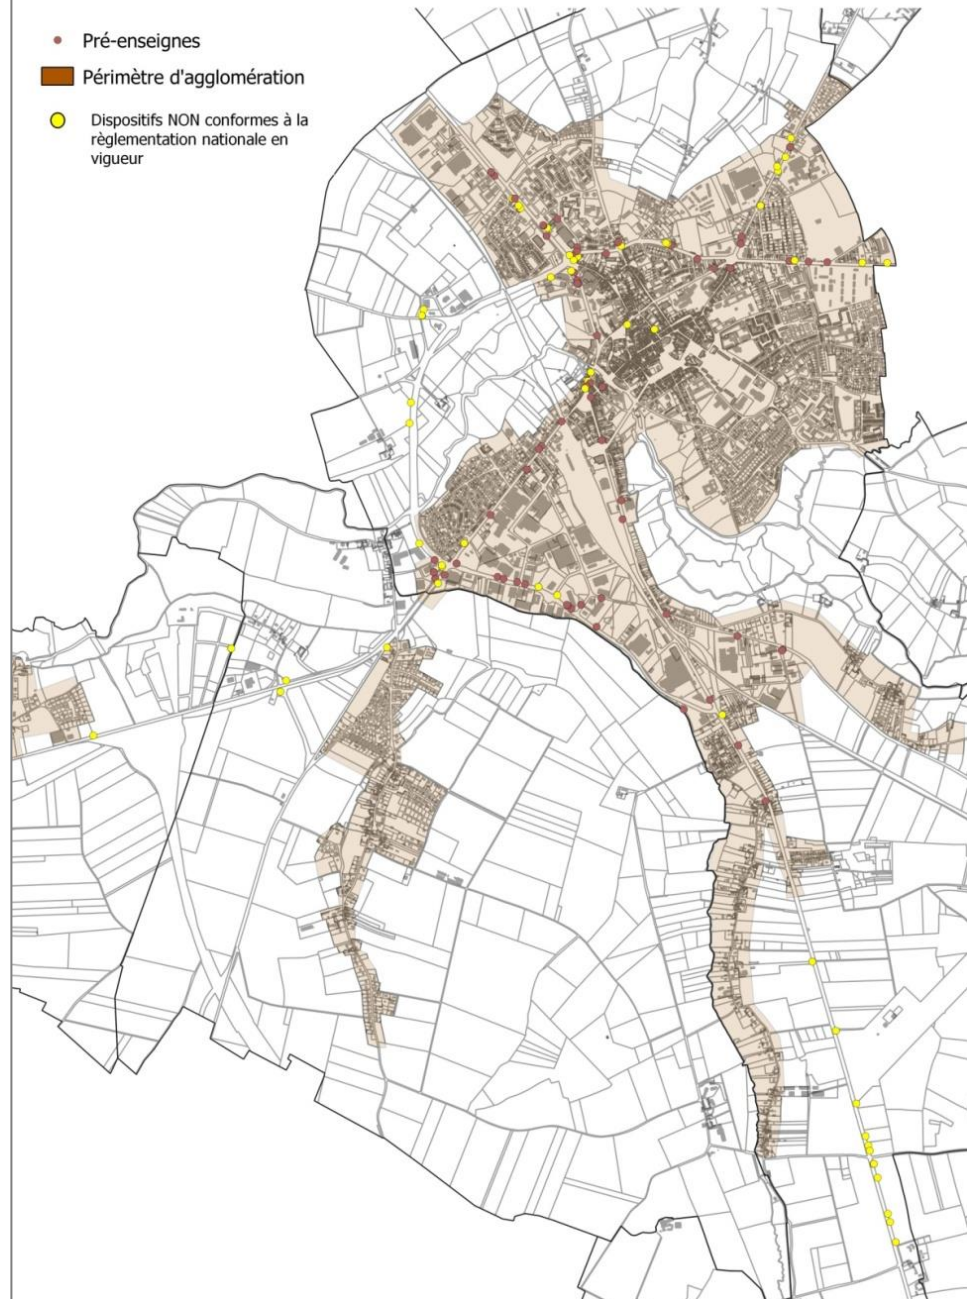 Pré-enseignes
Périmètre d'agglomération
Dispositifs NON conformes à la
règlementation nationale en
vigueur